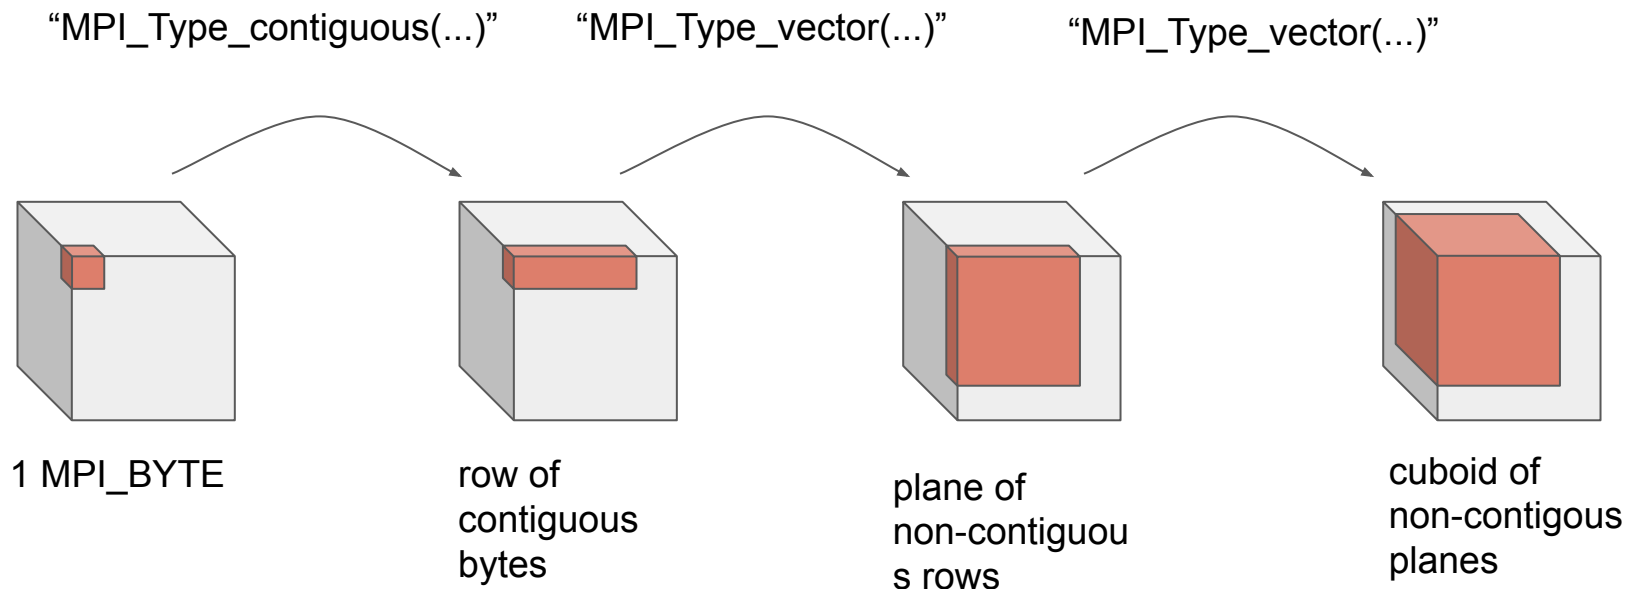 “MPI_Type_contiguous(...)”
“MPI_Type_vector(...)”
“MPI_Type_vector(...)”
1 MPI_BYTE
row of
contiguous
bytes
plane of
non-contiguou
s rows
cuboid of
non-contigous
planes